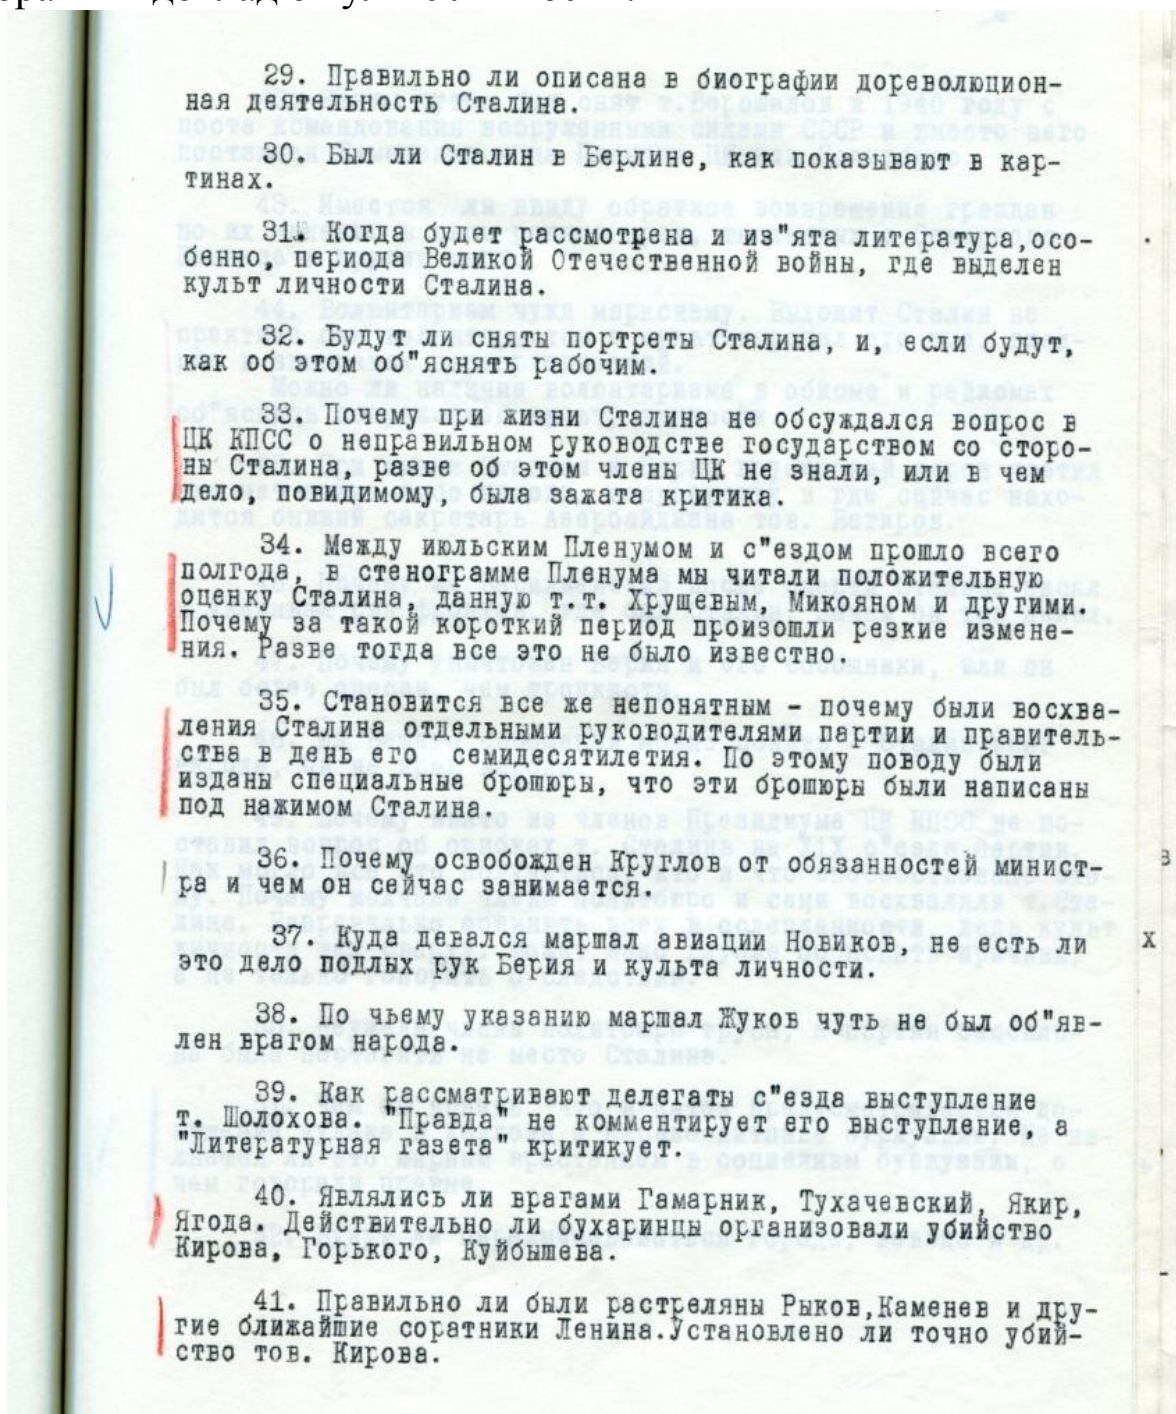 29. Правильно ли описана в биографии дореволюцион-
ная деятельность Сталина.
30. Был ли Сталин в Берлине, как показывают в кар-
тинах.
31. Когда будет рассмотрена и из"ята литература,осо-
бенно, периода Великой Отечественной войны, где выделен
культ личности Сталина.
32. Будут ли сняты портреты Сталина, и, если будут,
как об этом об"яснять рабочим.
33. Почему при жизни Сталина не обсуждался вопрос в
ЦК КПСС о неправильном руководстве государством со сторо-
ны Сталина, разве об этом члены ЦК не знали, или в чем
дело, повидимому, была зажата критика.
34. Между июльским Пленумом и с"ездом прошло всего
полгода, в стенограмме Пленума мы читали положительную
оценку Сталина, данную т.т. Хрущевым, Микояном и другими.
Почему за такой короткий период произошли резкие измене-
ния. Разве тогда все это не было известно.
35. Становится все же непонятным - почему были восхва-
ления Сталина отдельными руководителями партии и правитель-
ства в день его семидесятилетия. По этому поводу были
изданы специальные брошюры, что эти брошюры были написаны
под нажимом Сталина.
36. Почему освобожден Круглов от обязанностей минист-
ра и чем он сейчас занимается.
37. Куда девался маршал авиации Новиков, не есть ли
это дело подлых рук Берия и культа личности.
х
38. По чьему указанию маршал Жуков чуть не был об"яв-
лен врагом народа.
39. Как рассматривают делегаты с"езда выступление
т. Шолохова. "Правда" не комментирует его выступление, а
"Литературная газета" критикует.
40. Являлись ли врагами Гамарник, Тухачевский, Якир,
Ягода. Действительно ли бухаринцы организовали убийство
Кирова, Горького, Куйбышева.
41. Правильно ли были растреляны Рыков,Каменев и дру-
гие ближайшие соратники Ленина.Установлено ли точно убий-
ство тов. Кирова.